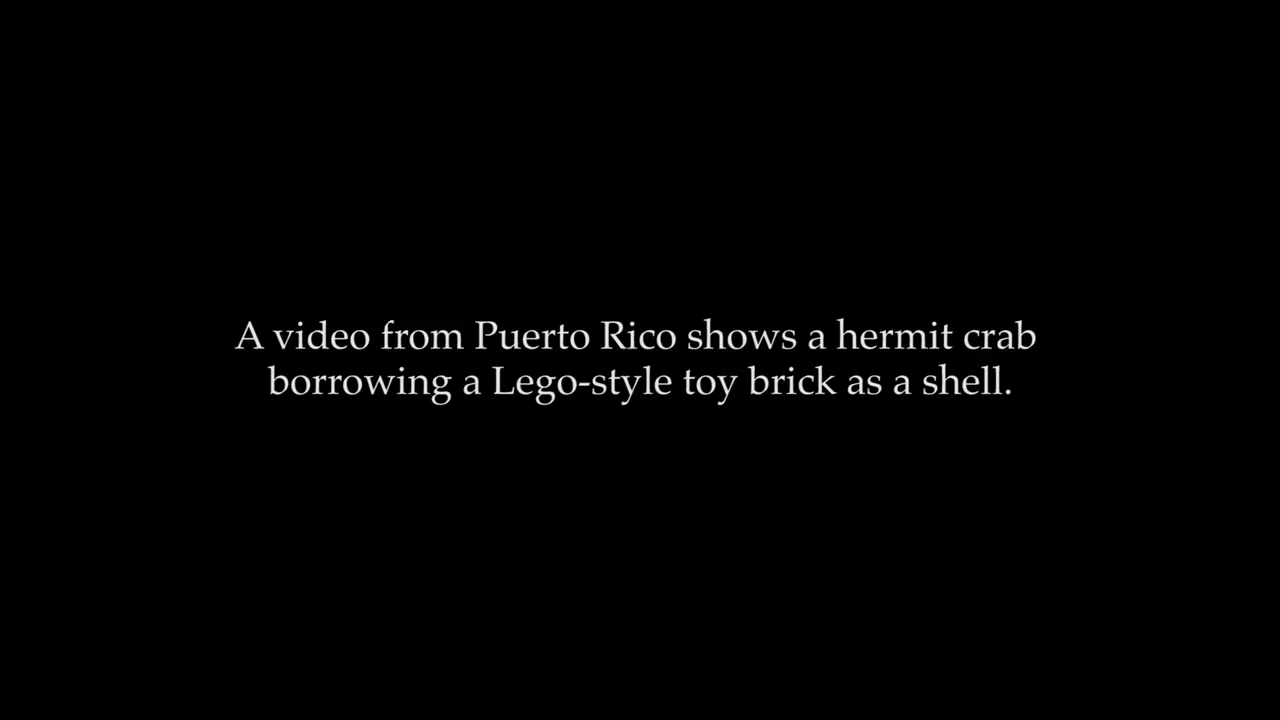 A video from Puerto Rico shows a hermit crab
borrowing a Lego-style toy brick as a shell.